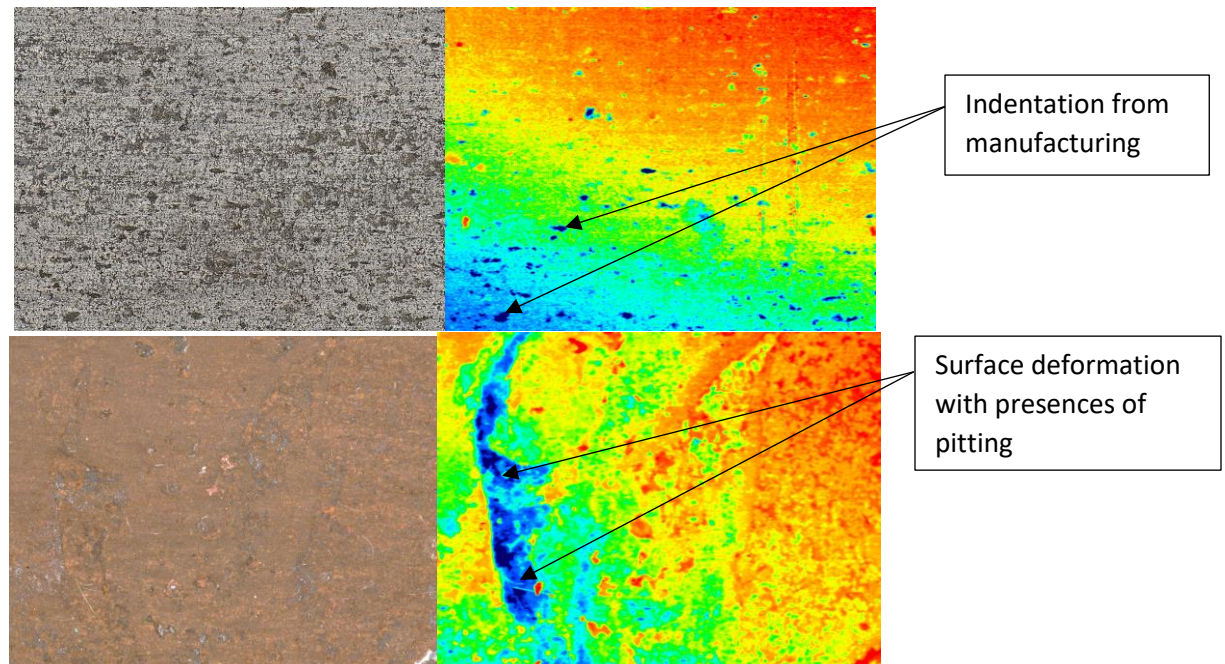 Indentation from
manufacturing
Surface deformation
with presences of
pitting